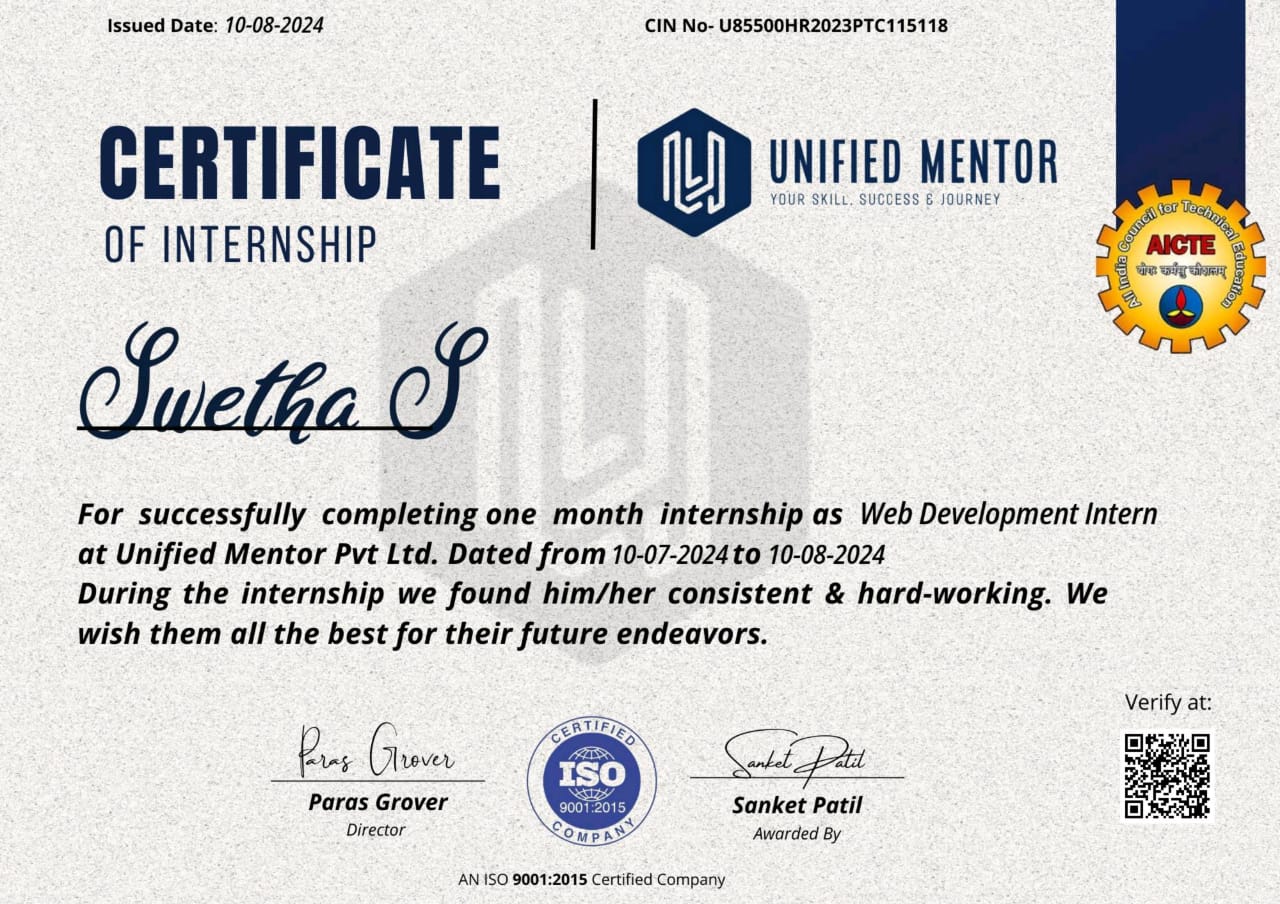 Issued Date: 10-08-2024
CIN No- U85500HR2023PTC115118
CERTIFICATE
OF INTERNSHIP
UNIFIED MENTOR
YOUR SKILL, SUCCESS & JOURNEY
All India Council for Technical Education
AICTE
योगः कर्मसु कौशलम्
Swetha S
For successfully completing one month internship as Web Development Intern
at Unified Mentor Pvt Ltd. Dated from 10-07-2024 to 10-08-2024
During the internship we found him/her consistent & hard-working. We
wish them all the best for their future endeavors.
Verify at:
Paras Grover
Paras Grover
Director
CERTIFIED
ISO
9001:2015
COMPANY
Sanket Patil
Sanket Patil
Awarded By
AN ISO 9001:2015 Certified Company